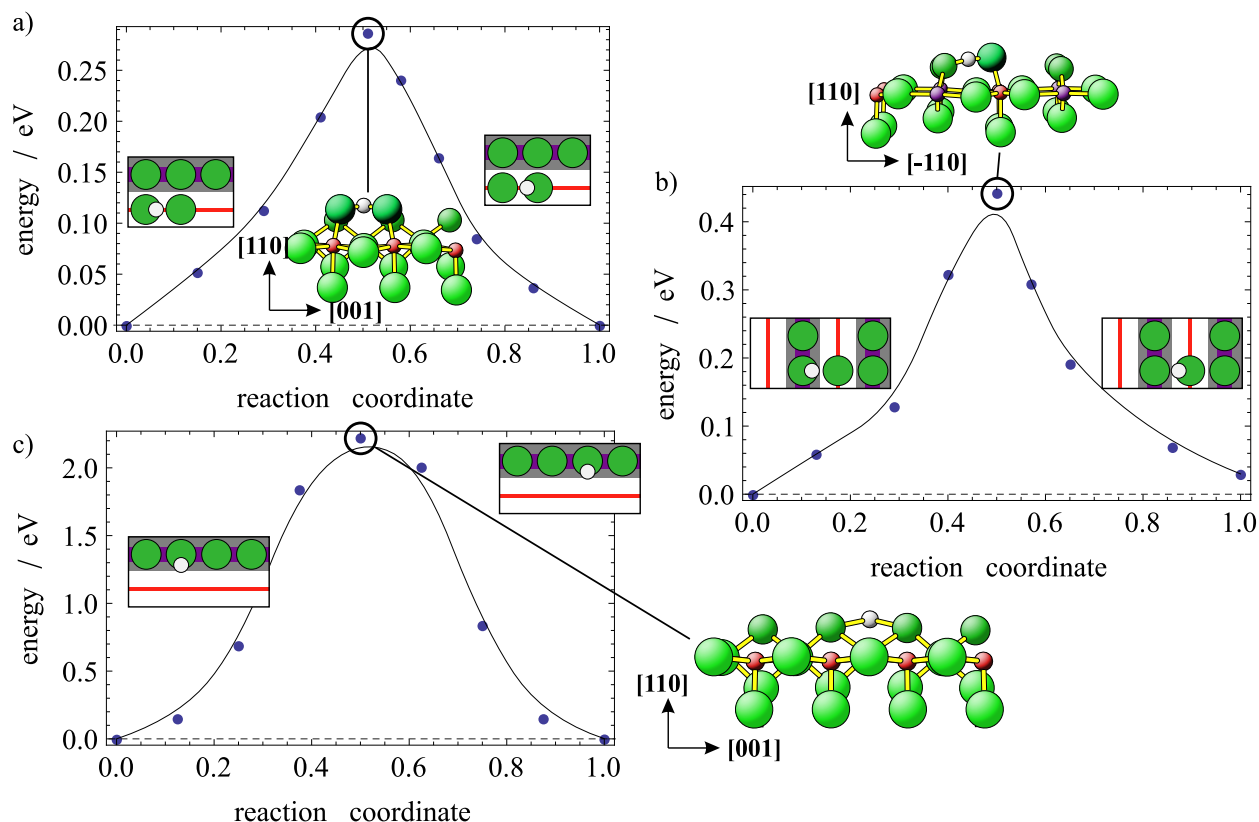 a)
energy / eV
0.25
0.20
0.15
0.10
0.05
0.00
[110]
[001]
0.0 0.2 0.4 0.6 0.8 1.0
reaction coordinate
[110]
[-110]
b)
energy / eV
0.4
0.3
0.2
0.1
0.0
0.0 0.2 0.4 0.6 0.8 1.0
reaction coordinate
c)
energy / eV
2.0
1.5
1.0
0.5
0.0
0.0 0.2 0.4 0.6 0.8 1.0
reaction coordinate
[110]
[001]